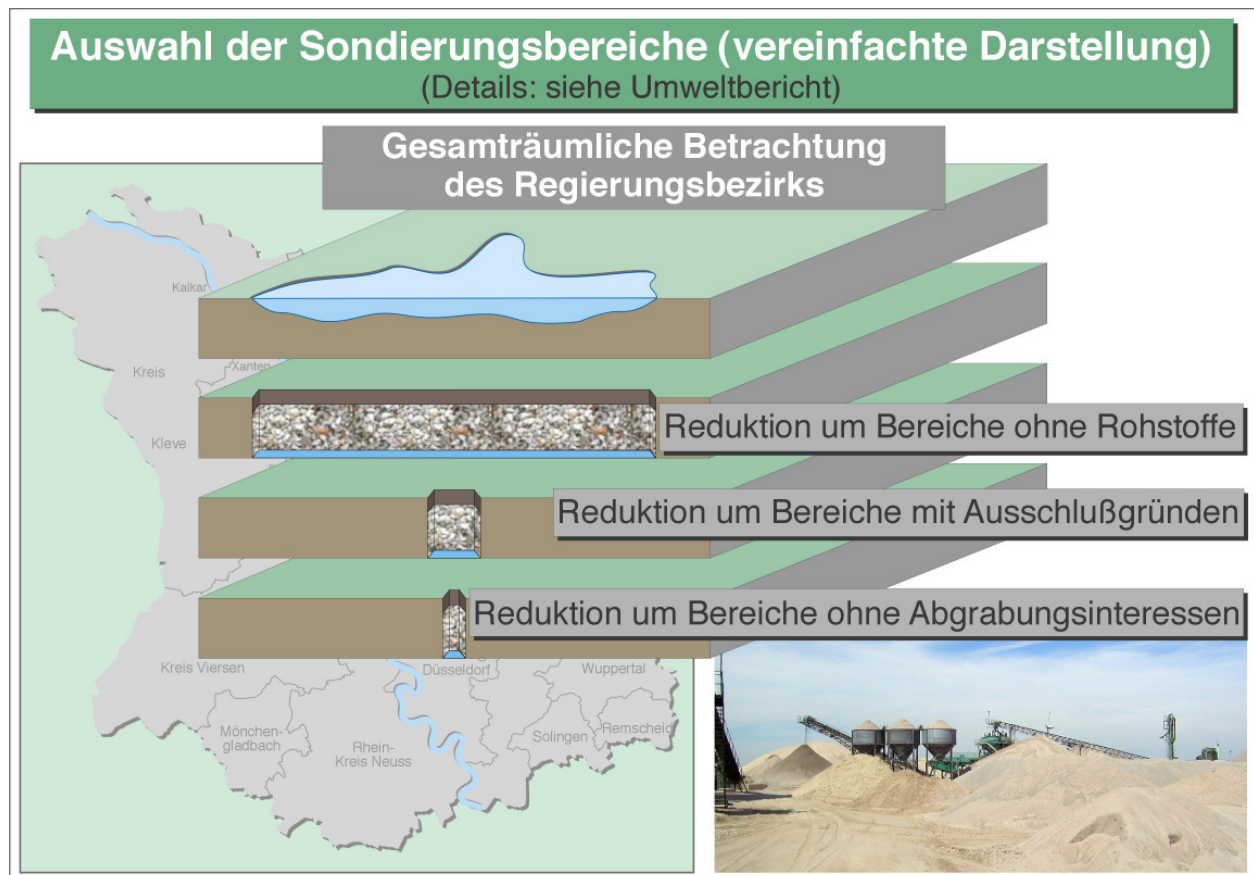 Auswahl der Sondierungsbereiche (vereinfachte Darstellung)
(Details: siehe Umweltbericht)
Gesamträumliche Betrachtung
des Regierungsbezirks
Kalkar
Xanten
Kreis
Kleve
Reduktion um Bereiche ohne Rohstoffe
Reduktion um Bereiche mit Ausschlußgründen
Reduktion um Bereiche ohne Abgrabungsinteressen
Kreis Viersen
Düsseldorf
Wuppertal
Mönchen-
gladbach
Rhein-
Kreis Neuss
Solingen
Remscheid